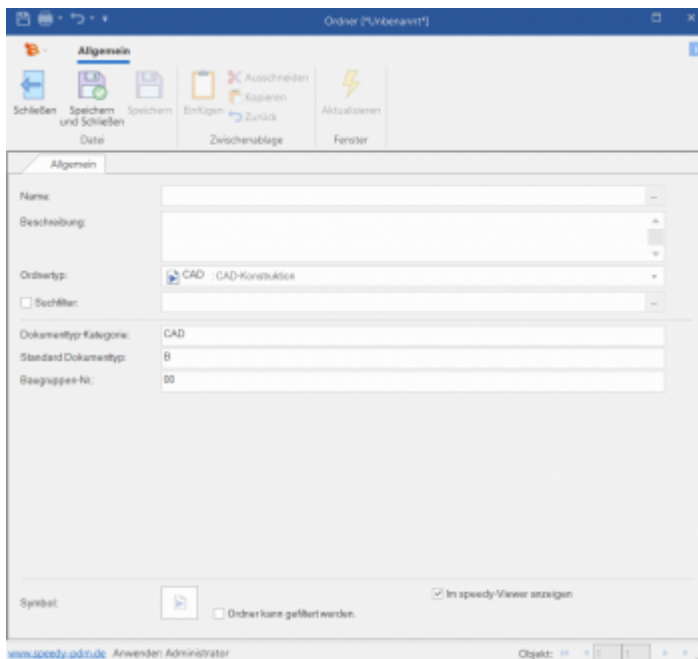 Ordner [*Unbenannt*]
Allgemein
Schließen
Speichern und Schließen
Speichern
Einfügen
Ausschneiden
Kopieren
Zurück
Aktualisieren
Datei
Zwischenablage
Fenster
Allgemein
Name:
Beschreibung:
Ordnertyp: CAD : CAD-Konstruktion
Suchfilter:
Dokumenttyp-Kategorie: CAD
Standard Dokumenttyp: B
Baugruppen-Nr.: 00
Im speedy-Viewer anzeigen
Symbol:
Ordner kann gefiltert werden.
www.speedy-pdm.de Anwender: Administrator Objekt: 1 1